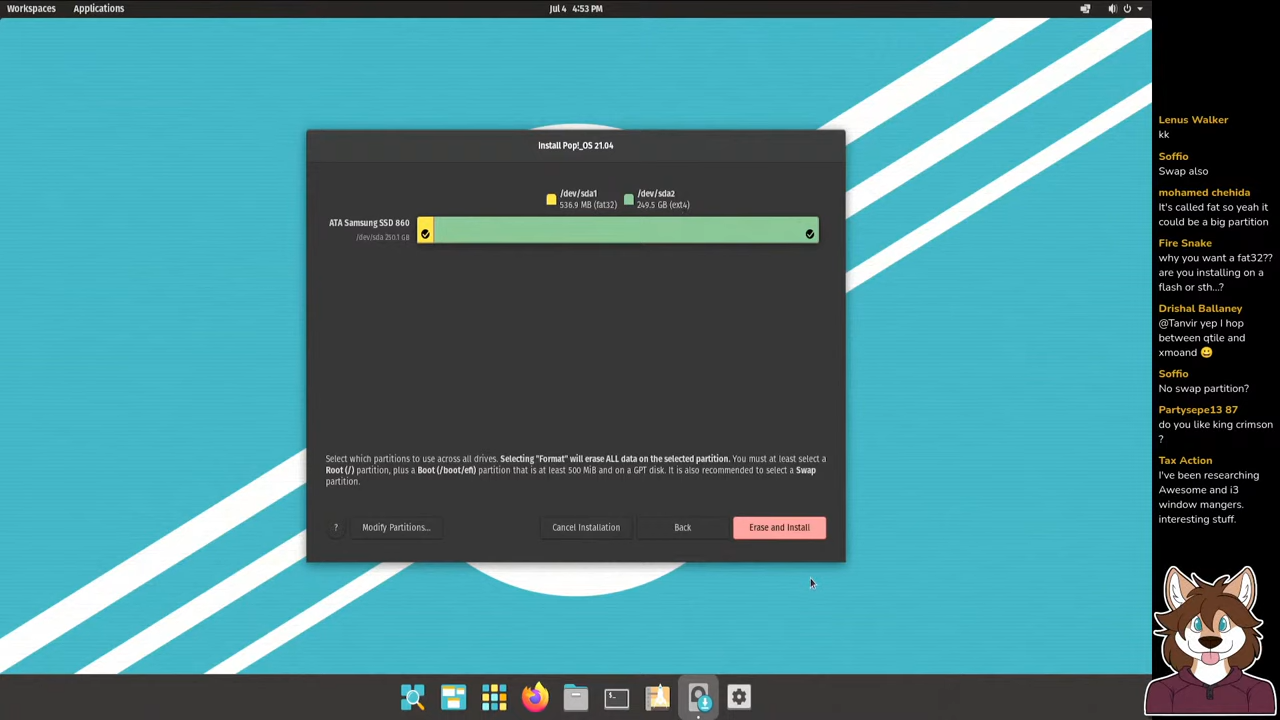 Workspaces
Applications
Jul 4 4:53 PM
Install Pop!_OS 21.04
/dev/sda1
536.9 MB (fat32)
/dev/sda2
249.5 GB (ext4)
ATA Samsung SSD 860
/dev/sda 250.1 GB
Select which partitions to use across all drives. Selecting "Format" will erase ALL data on the selected partition. You must at least select a
Root (/) partition, plus a Boot (/boot/efi) partition that is at least 500 MiB and on a GPT disk. It is also recommended to select a Swap
partition.
?
Modify Partitions...
Cancel Installation
Back
Erase and Install
Lenus Walker
kk
Soffio
Swap also
mohamed chehida
It's called fat so yeah it
could be a big partition
Fire Snake
why you want a fat32??
are you installing on a
flash or sth...?
Drishal Ballaney
@Tanvir yep I hop
between qtile and
xmoand 😀
Soffio
No swap partition?
Partysepe13 87
do you like king crimson
?
Tax Action
I've been researching
Awesome and i3
window mangers.
interesting stuff.